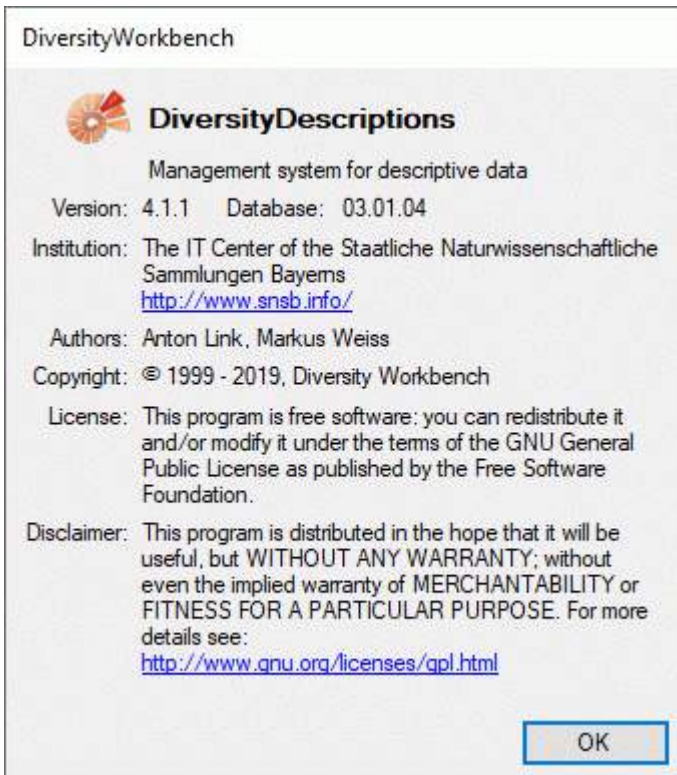 DiversityWorkbench
DiversityDescriptions
Management system for descriptive data
Version: 4.1.1 Database: 03.01.04
Institution: The IT Center of the Staatliche Naturwissenschaftliche
Sammlungen Bayerns
http://www.snsb.info/
Authors: Anton Link, Markus Weiss
Copyright: © 1999 - 2019, Diversity Workbench
License: This program is free software: you can redistribute it
and/or modify it under the terms of the GNU General
Public License as published by the Free Software
Foundation.
Disclaimer: This program is distributed in the hope that it will be
useful, but WITHOUT ANY WARRANTY; without
even the implied warranty of MERCHANTABILITY or
FITNESS FOR A PARTICULAR PURPOSE. For more
details see:
http://www.gnu.org/licenses/gpl.html
OK